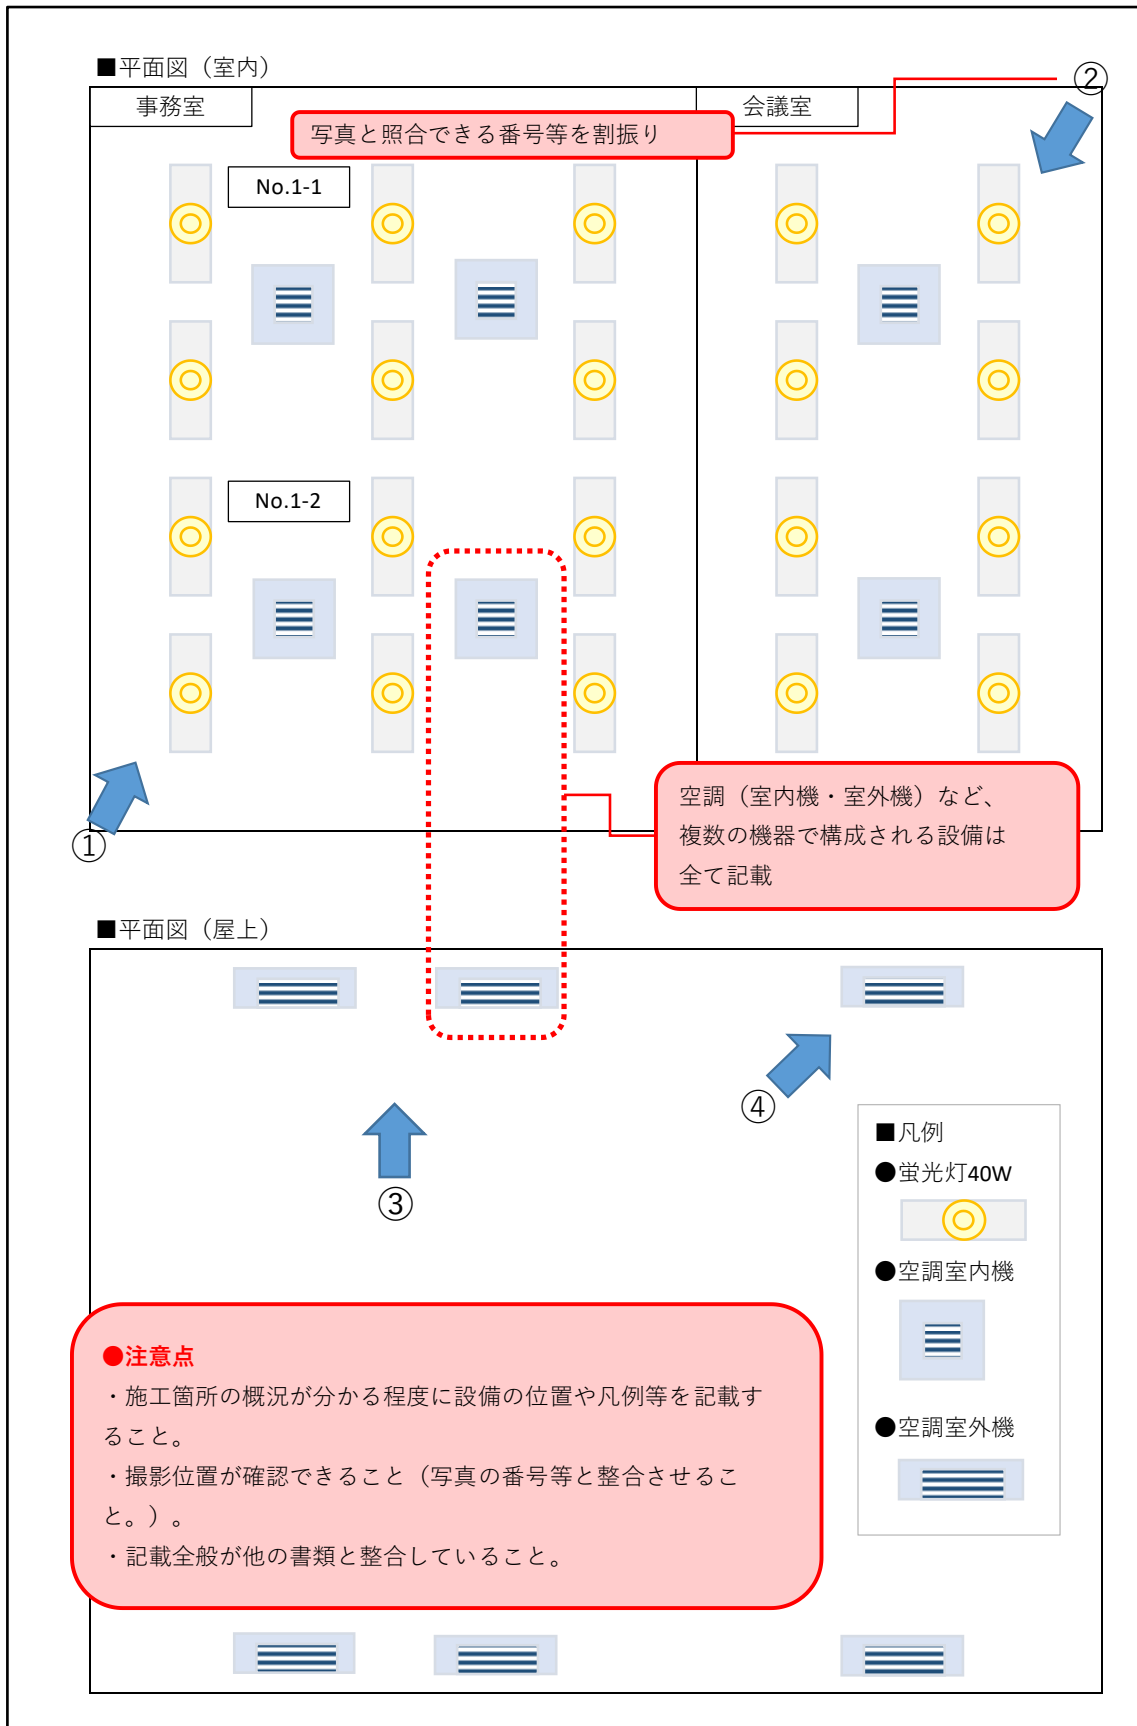 ■平面図（室内）
②
事務室
会議室
写真と照合できる番号等を割振り
No.1-1
No.1-2
①
空調（室内機・室外機）など、
複数の機器で構成される設備は
全て記載
■平面図（屋上）
④
③
■凡例
●蛍光灯40W
●空調室内機
●空調室外機
●注意点
・施工箇所の概況が分かる程度に設備の位置や凡例等を記載す
ること。
・撮影位置が確認できること（写真の番号等と整合させるこ
と。）。
・記載全般が他の書類と整合していること。